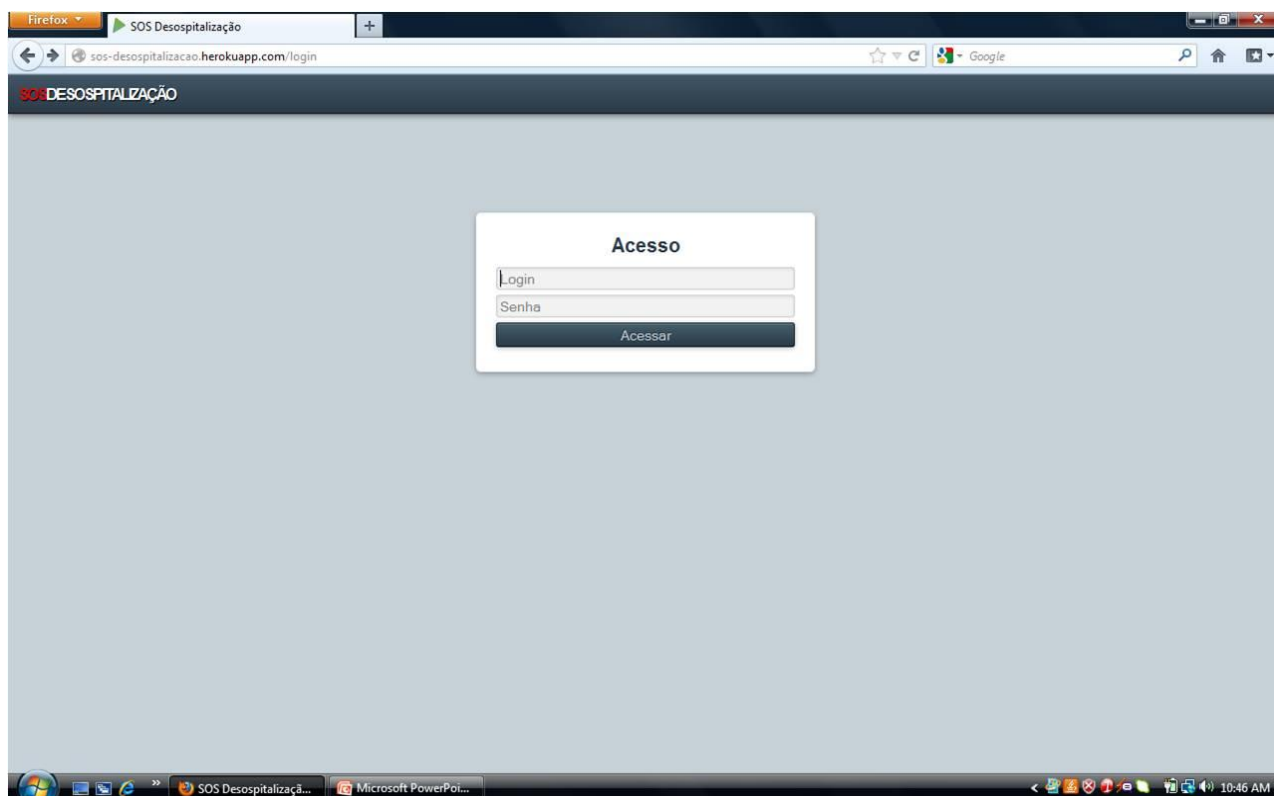 Firefox
SOS Desospitalização
sos-desospitalizacao.herokuapp.com/login
Google
SOSDESOSPITALIZAÇÃO
Acesso
Login
Senha
Acessar
SOS Desospitalizaçã...
Microsoft PowerPoi...
10:46 AM